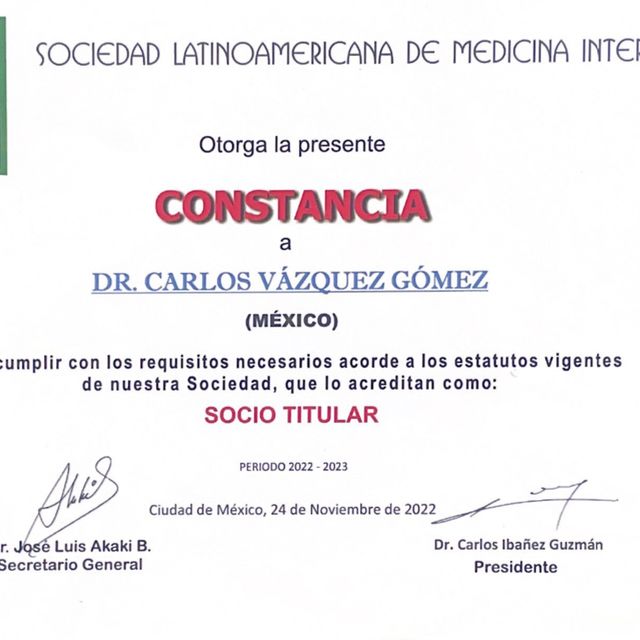 SOCIEDAD LATINOAMERICANA DE MEDICINA INTER
Otorga la presente
CONSTANCIA
a
DR. CARLOS VÁZQUEZ GÓMEZ
(MÉXICO)
cumplir con los requisitos necesarios acorde a los estatutos vigentes
de nuestra Sociedad, que lo acreditan como:
SOCIO TITULAR
PERIODO 2022 - 2023
Ciudad de México, 24 de Noviembre de 2022
r. José Luis Akaki B.
Secretario General
Dr. Carlos Ibañez Guzmán
Presidente